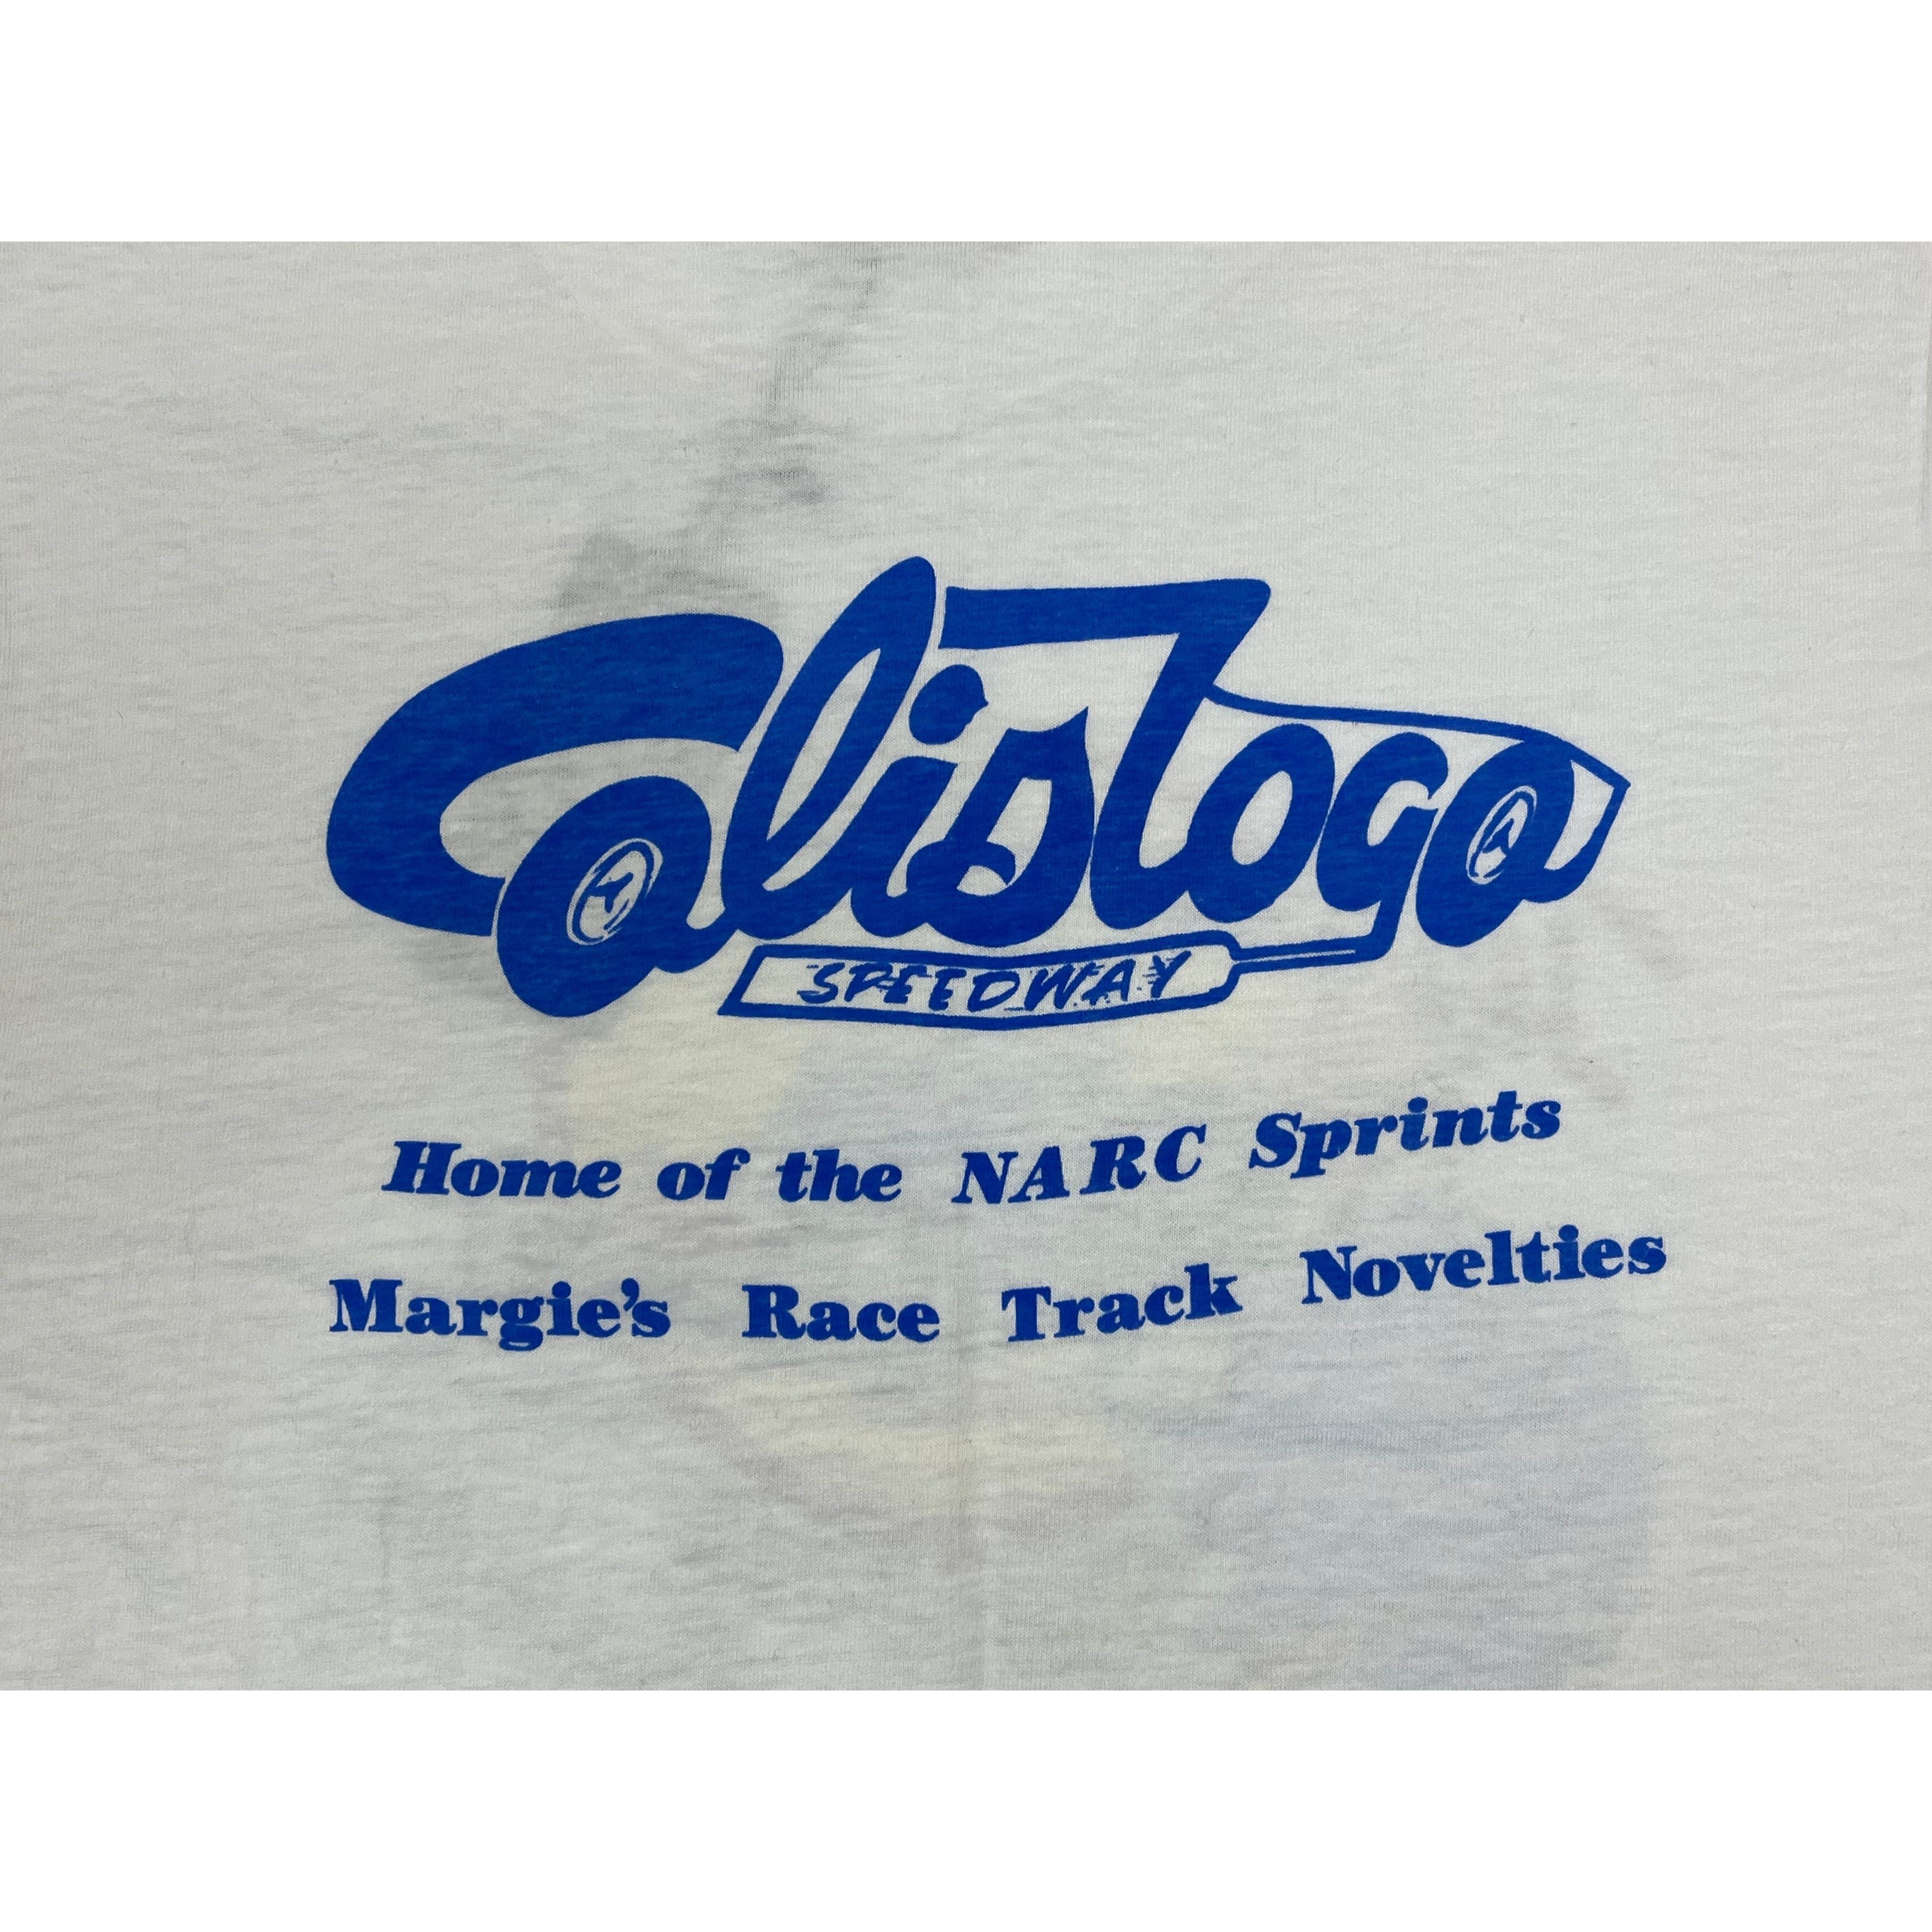 Calistoga
SPEEDWAY
Home of the NARC Sprints
Margie's Race Track Novelties